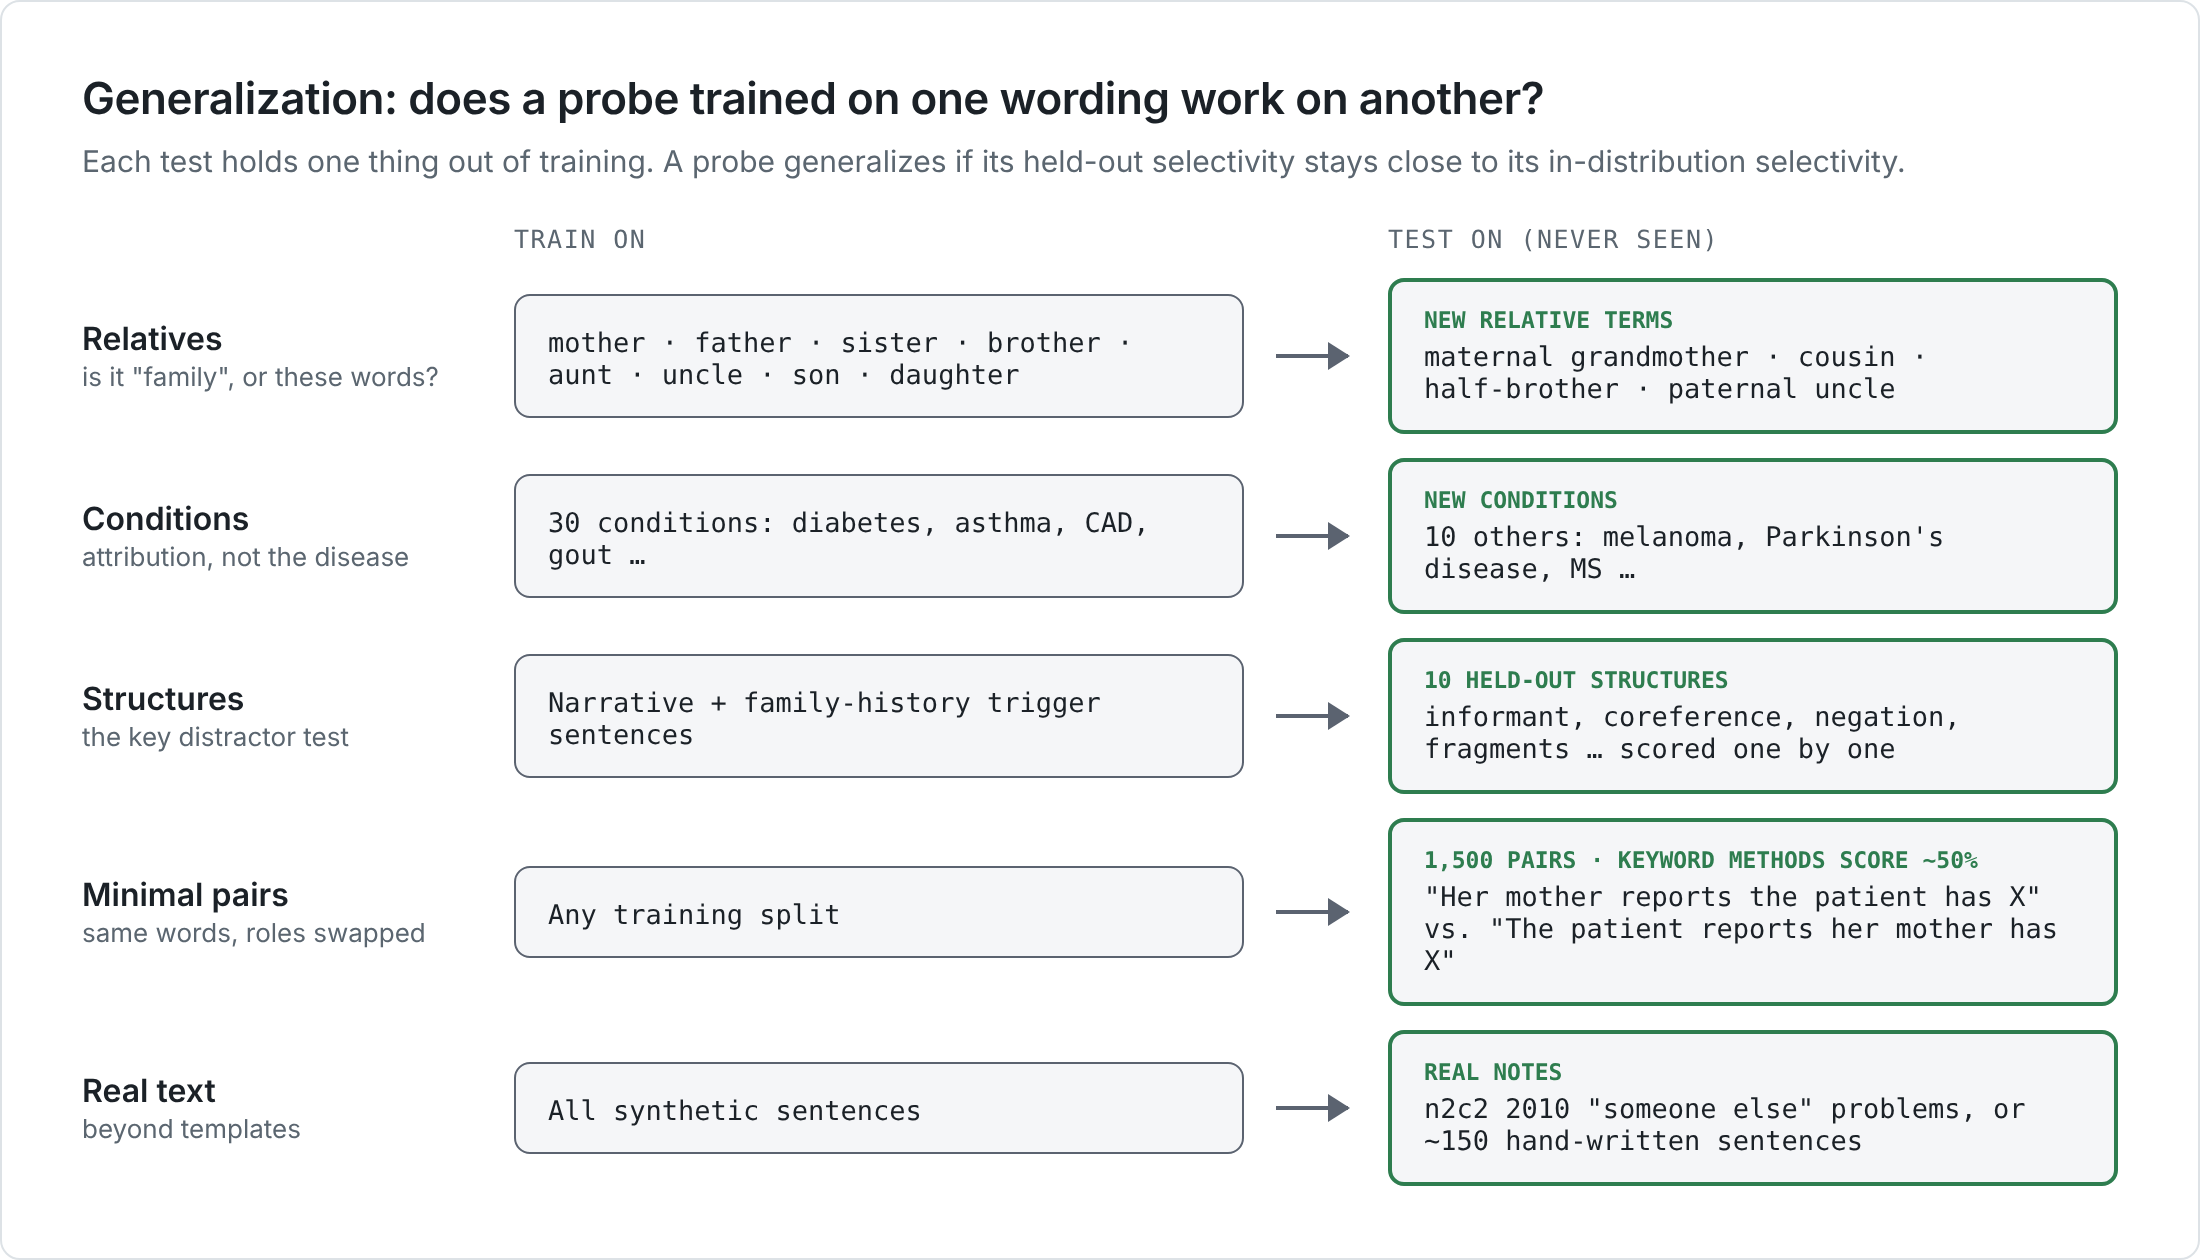 Generalization: does a probe trained on one wording work on another?
Each test holds one thing out of training. A probe generalizes if its held-out selectivity stays close to its in-distribution selectivity.
TRAIN ON
TEST ON (NEVER SEEN)
Relatives
is it "family", or these words?
mother · father · sister · brother ·
aunt · uncle · son · daughter
NEW RELATIVE TERMS
maternal grandmother · cousin ·
half-brother · paternal uncle
Conditions
attribution, not the disease
30 conditions: diabetes, asthma, CAD,
gout …
NEW CONDITIONS
10 others: melanoma, Parkinson's
disease, MS …
Structures
the key distractor test
Narrative + family-history trigger
sentences
10 HELD-OUT STRUCTURES
informant, coreference, negation,
fragments … scored one by one
Minimal pairs
same words, roles swapped
Any training split
1,500 PAIRS · KEYWORD METHODS SCORE ~50%
"Her mother reports the patient has X"
vs. "The patient reports her mother has
X"
Real text
beyond templates
All synthetic sentences
REAL NOTES
n2c2 2010 "someone else" problems, or
~150 hand-written sentences